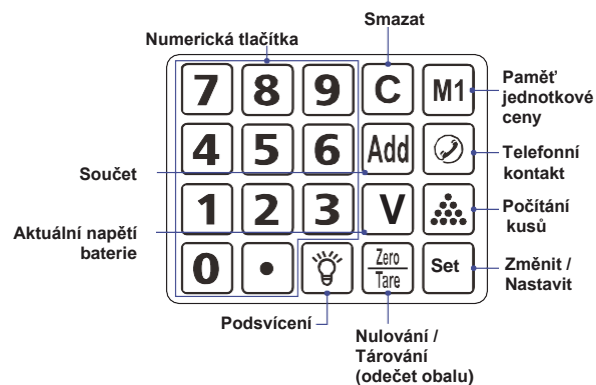 Smazat
Numerická tlačítka
7 8 9 C M1
Paměť
jednotkové
ceny
4 5 6 Add
Telefonní
kontakt
Součet
1 2 3 V
Počítání
kusů
Aktuální napětí
baterie
0 • Zero
Tare
Set
Změnit /
Nastavit
Podsvícení
Nulování /
Tárování
(odečet obalu)